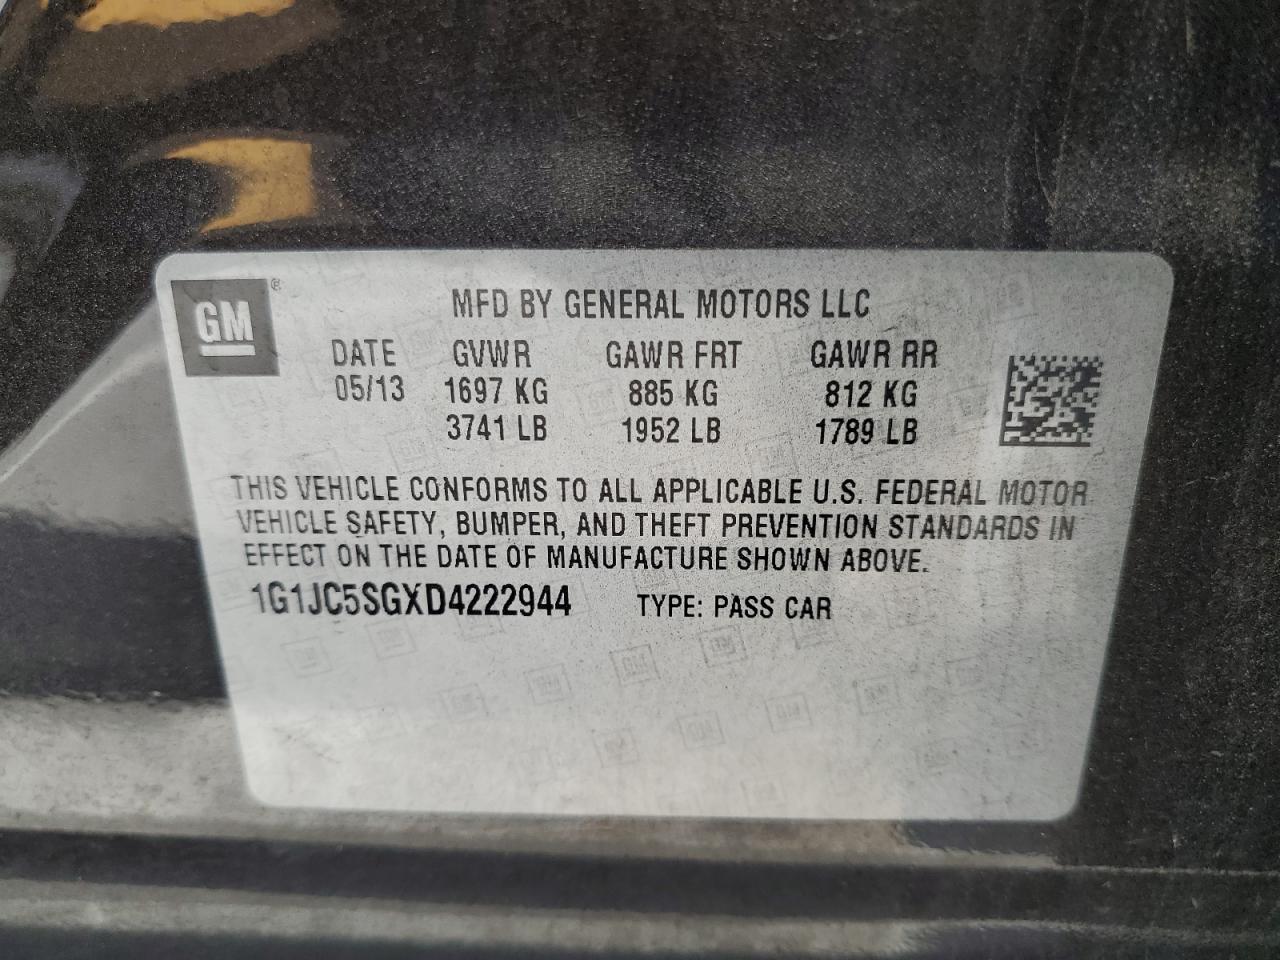 GM®
MFD BY GENERAL MOTORS LLC
DATE GVWR GAWR FRT GAWR RR
05/13 1697 KG 885 KG 812 KG
3741 LB 1952 LB 1789 LB
THIS VEHICLE CONFORMS TO ALL APPLICABLE U.S. FEDERAL MOTOR
VEHICLE SAFETY, BUMPER, AND THEFT PREVENTION STANDARDS IN
EFFECT ON THE DATE OF MANUFACTURE SHOWN ABOVE.
1G1JC5SGXD4222944 TYPE: PASS CAR